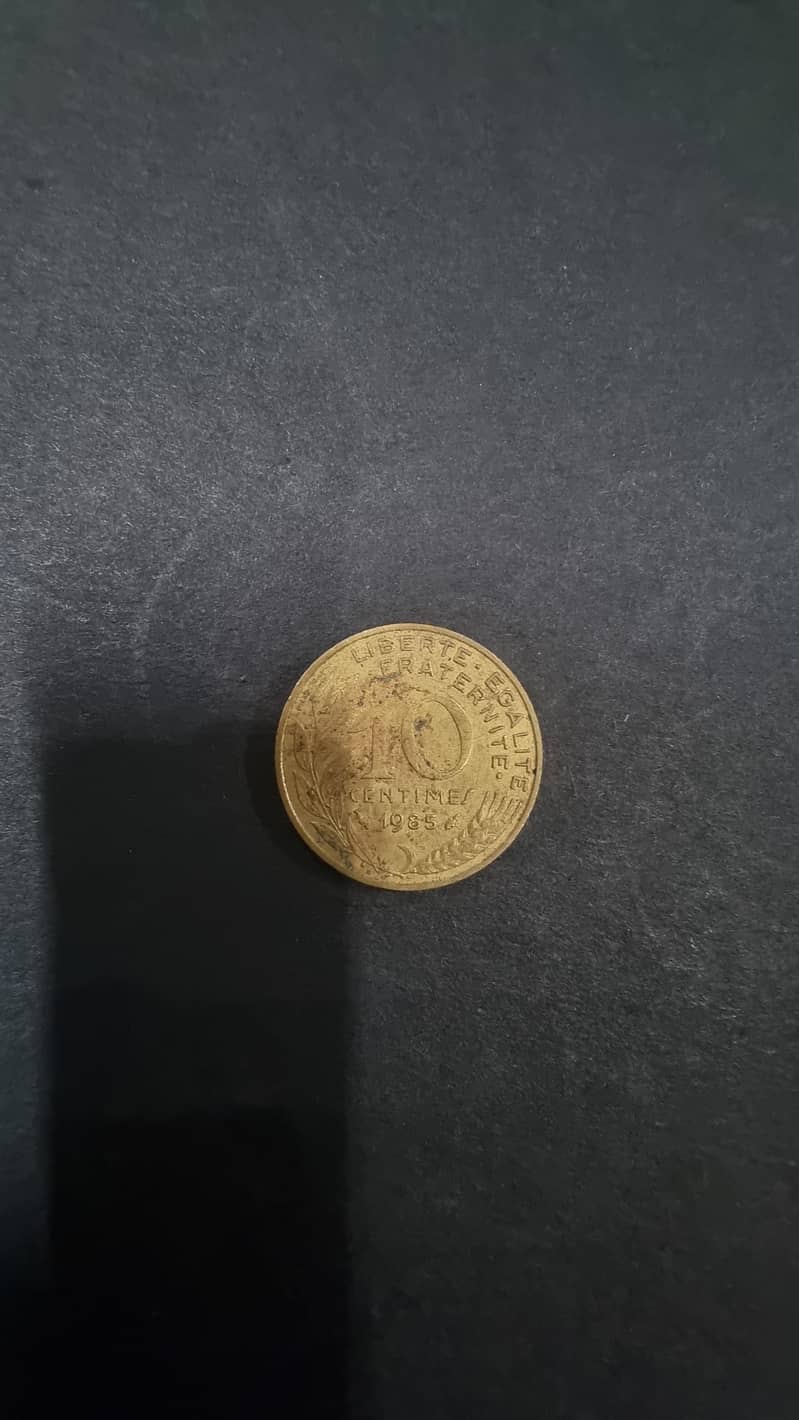 LIBERTE · EGALITE
FRATERNITE ·
10
CENTIMES
1985